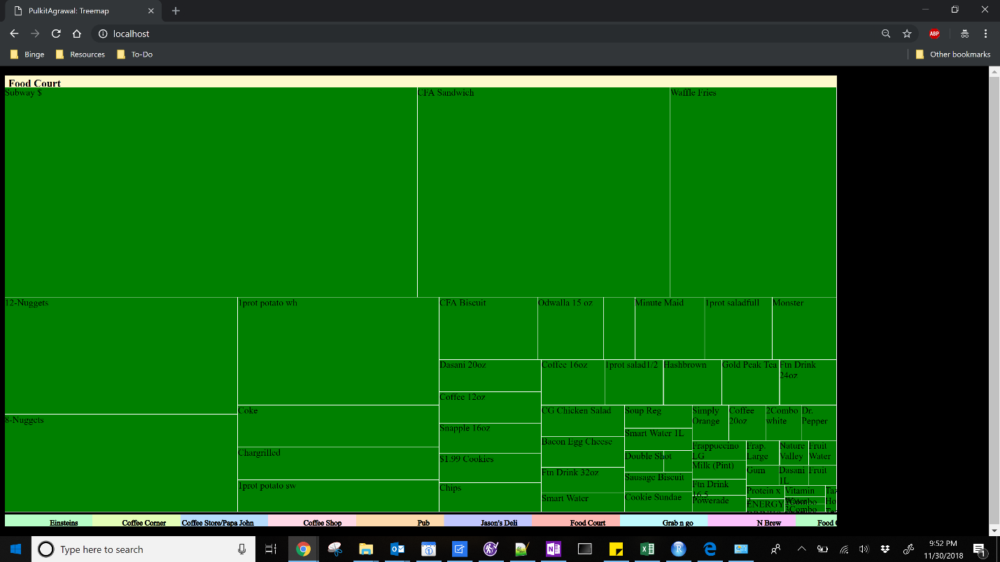 PulkitAgrawal: Treemap
localhost
ABP
Binge Resources To-Do Other bookmarks
Food Court
Subway $ CFA Sandwich Waffle Fries
12-Nuggets 1prot potato wh CFA Biscuit Odwalla 15 oz Minute Maid 1prot saladfull Monster
Dasani 20oz Coffee 16oz 1prot salad1/2 Hashbrown Gold Peak Tea Ftn Drink
24oz
Coffee 12oz
Coke CG Chicken Salad Soup Reg Simply Coffee 2Combo Dr.
8-Nuggets Orange 20oz white Pepper
Snapple 16oz Smart Water 1L
Bacon Egg Cheese Frappuccino Frap. Nature Fruit
Chargrilled $1.99 Cookies Double Shot LG Large Valley Water
Milk (Pint)
Ftn Drink 32oz Sausage Biscuit Gum Dasani Fruit
1L
1prot potato sw Chips Ftn Drink
16.5
Protein x Vitamin
Smart Water Cookie Sundae Powerade ENERGY Water
Einsteins Coffee Corner Coffee Store/Papa John Coffee Shop Pub Jason's Deli Food Court Grab n go N Brew Food
Type here to search
9:52 PM
11/30/2018
1